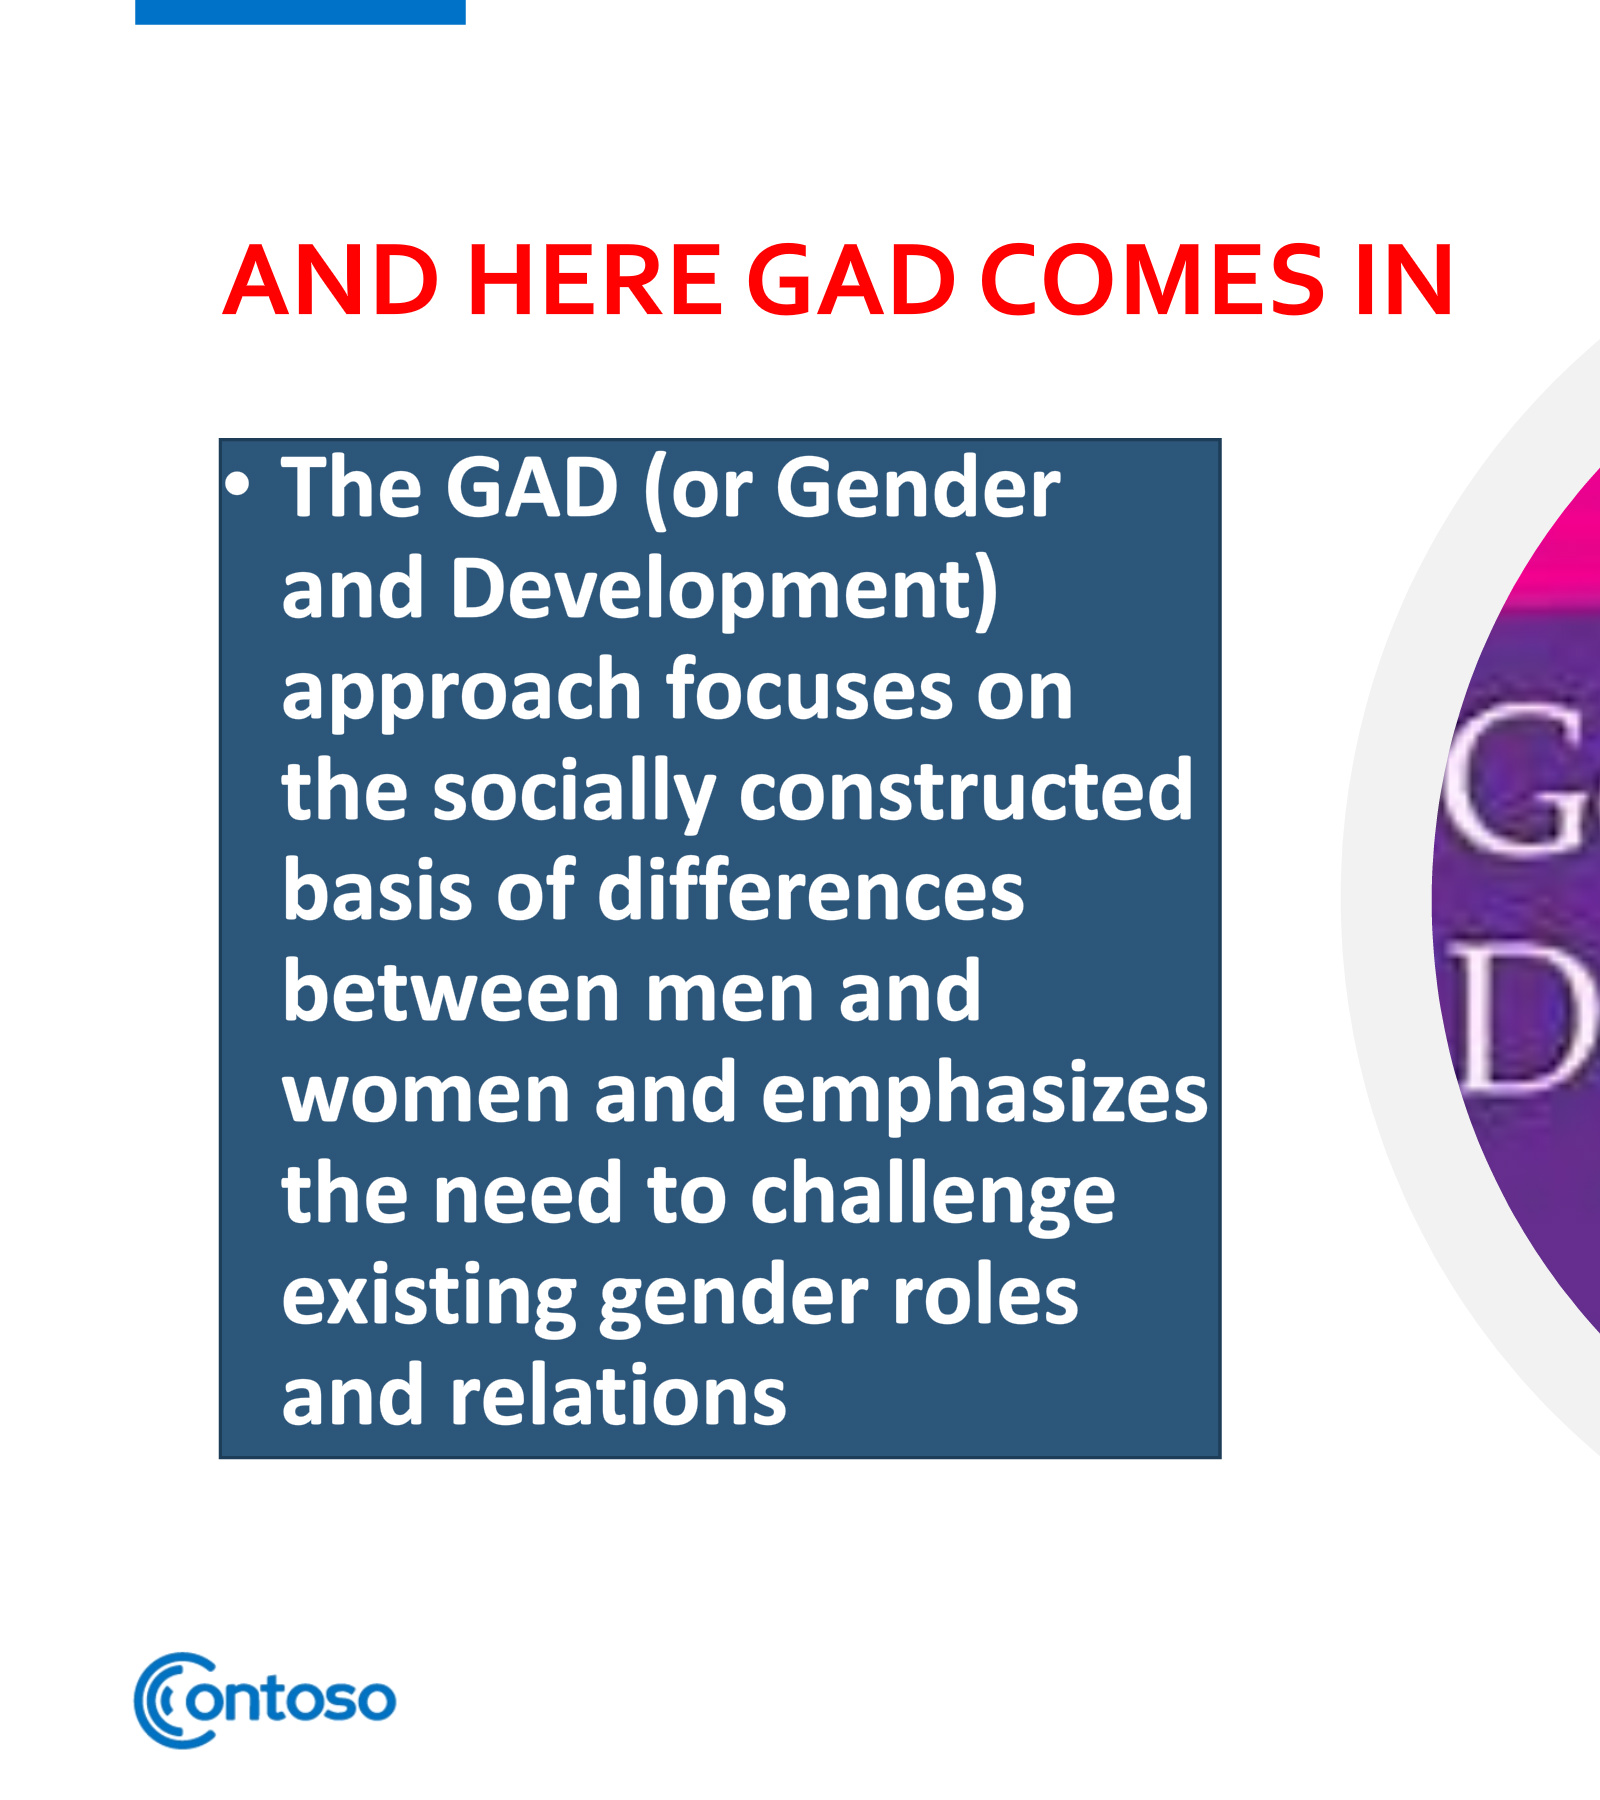 AND HERE GAD COMES IN
• The GAD (or Gender
and Development)
approach focuses on
the socially constructed
basis of differences
between men and
women and emphasizes
the need to challenge
existing gender roles
and relations
G
D
Contoso